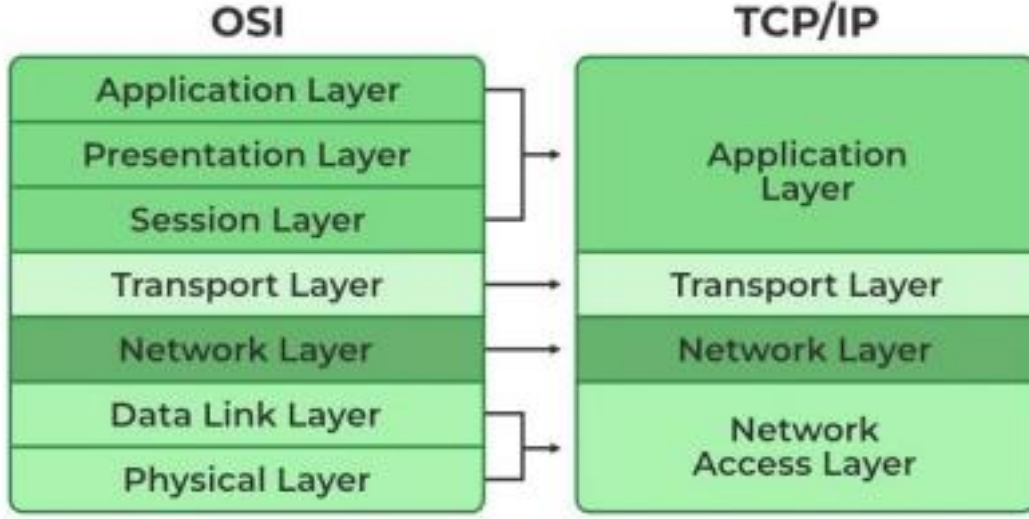 OSI
TCP/IP
Application Layer
Presentation Layer
Session Layer
Transport Layer
Network Layer
Data Link Layer
Physical Layer
Application
Layer
Transport Layer
Network Layer
Network
Access Layer